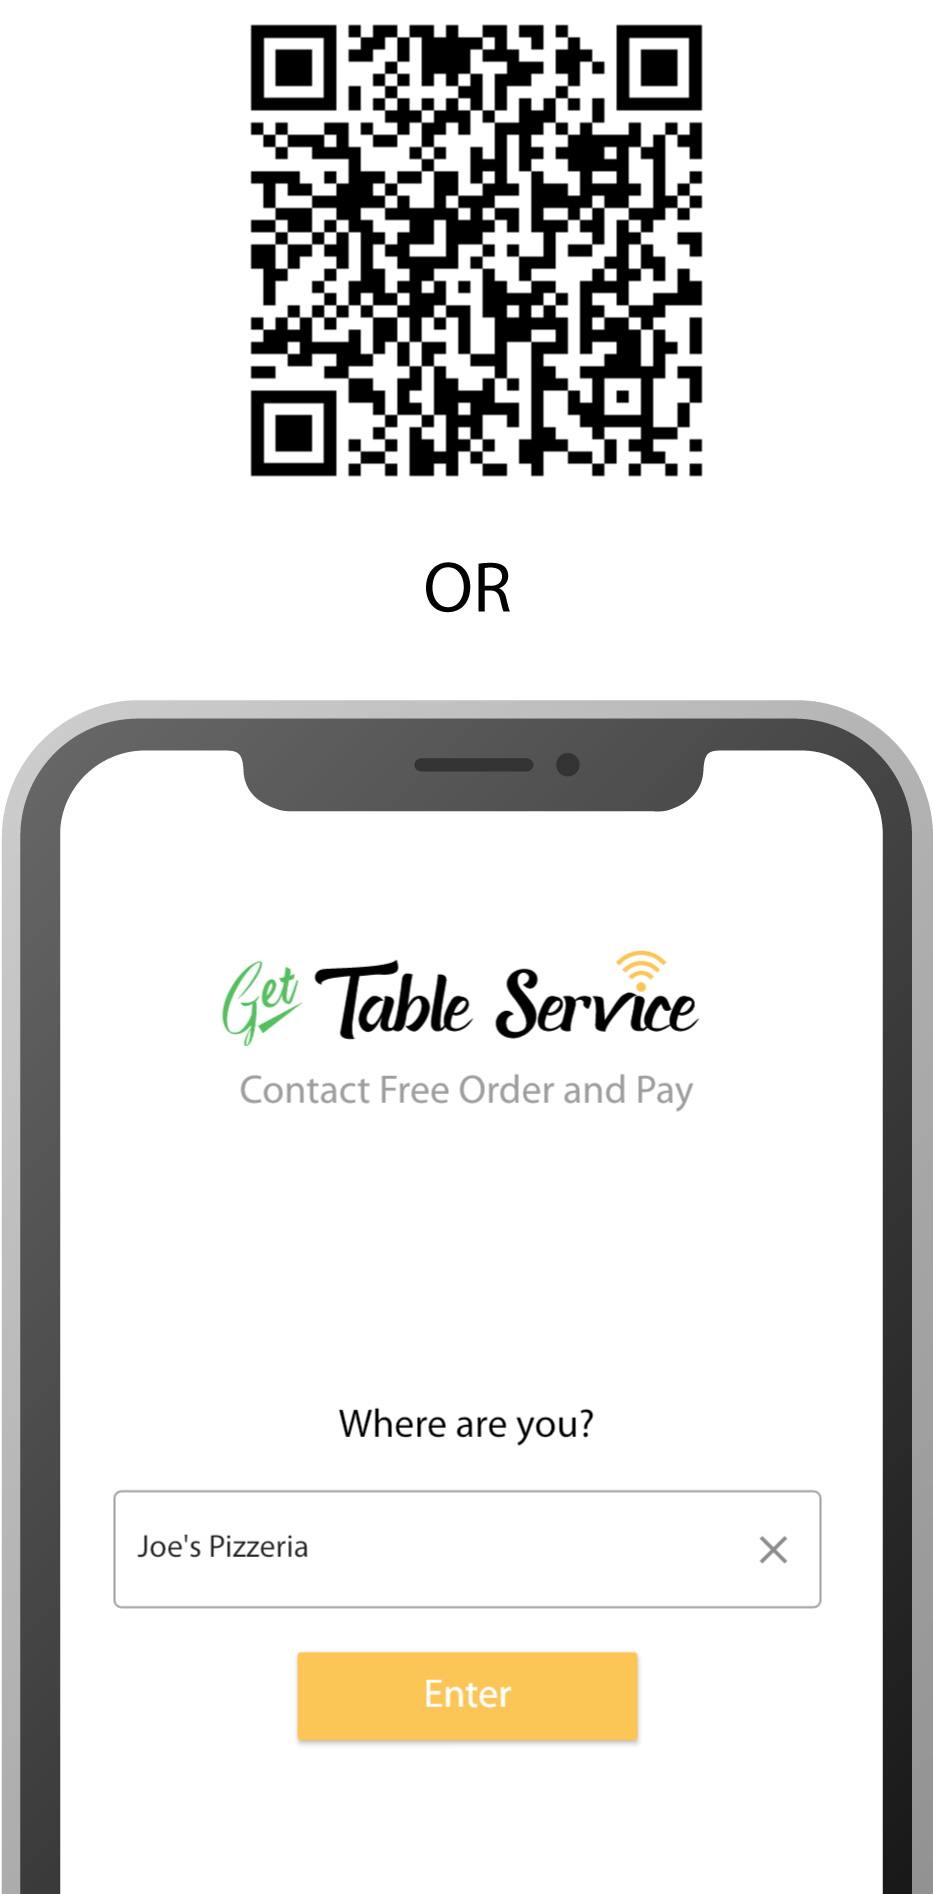 OR
Get Table Service
Contact Free Order and Pay
Where are you?
Joe's Pizzeria
Enter